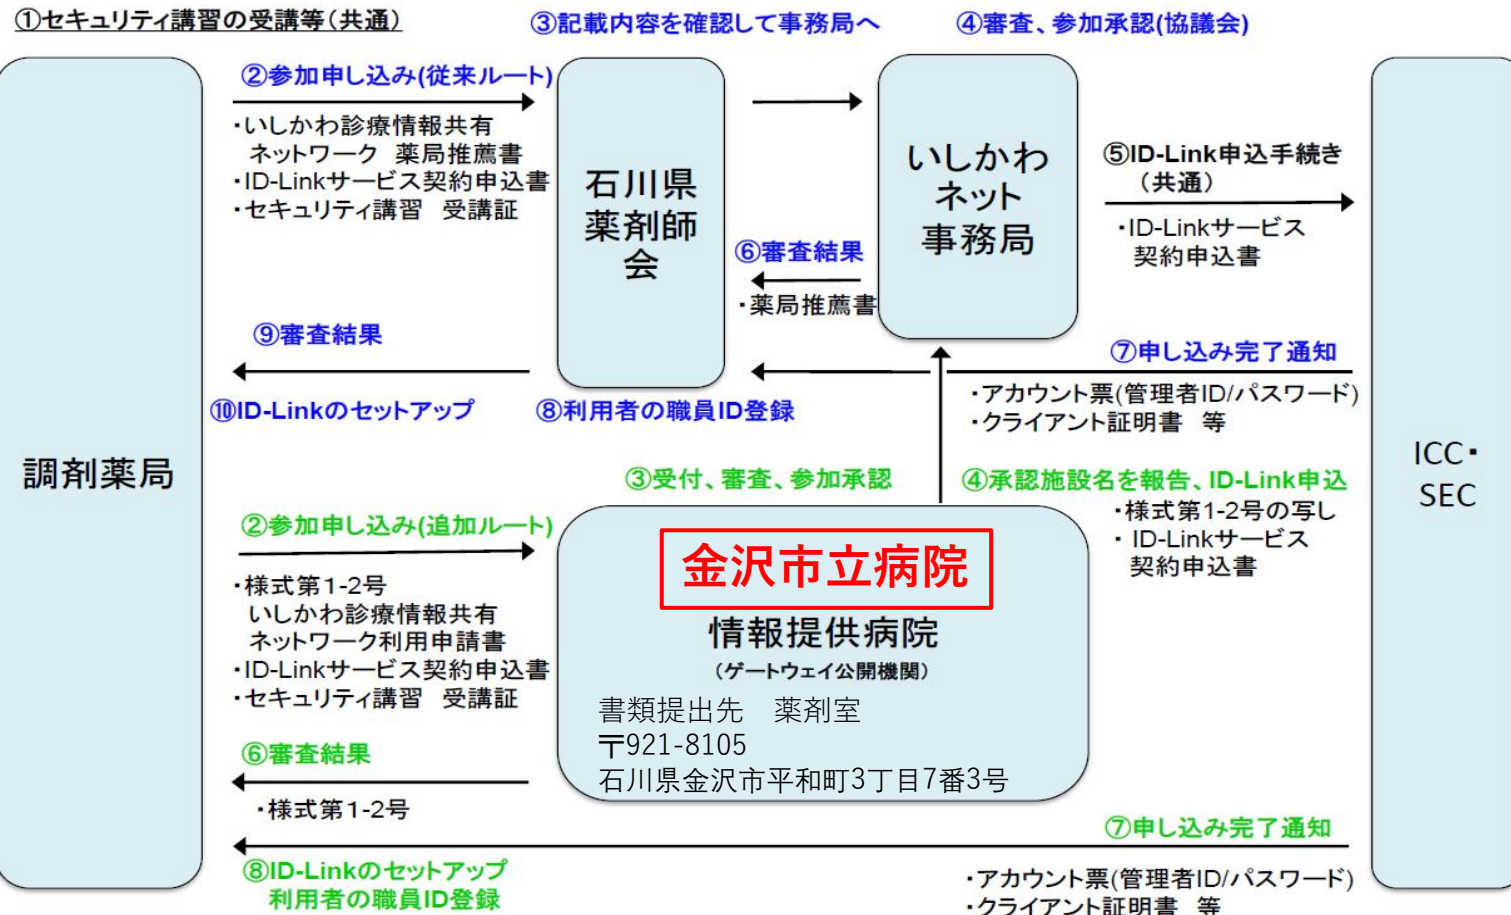 ①セキュリティ講習の受講等(共通)
③記載内容を確認して事務局へ
④審査、参加承認(協議会)
②参加申し込み(従来ルート)
・いしかわ診療情報共有
ネットワーク 薬局推薦書
・ID-Linkサービス契約申込書
・セキュリティ講習 受講証
石川県
薬剤師
会
いしかわ
ネット
事務局
⑤ID-Link申込手続き
（共通）
・ID-Linkサービス
契約申込書
⑥審査結果
・薬局推薦書
⑨審査結果
⑦申し込み完了通知
・アカウント票(管理者ID/パスワード)
・クライアント証明書 等
⑩ID-Linkのセットアップ
⑧利用者の職員ID登録
調剤薬局
ICC・
SEC
③受付、審査、参加承認
④承認施設名を報告、ID-Link申込
・様式第1-2号の写し
・ID-Linkサービス
契約申込書
②参加申し込み(追加ルート)
・様式第1-2号
いしかわ診療情報共有
ネットワーク利用申請書
・ID-Linkサービス契約申込書
・セキュリティ講習 受講証
金沢市立病院
情報提供病院
（ゲートウェイ公開機関）
書類提出先 薬剤室
〒921-8105
石川県金沢市平和町3丁目7番3号
⑥審査結果
・様式第1-2号
⑦申し込み完了通知
⑧ID-Linkのセットアップ
利用者の職員ID登録
・アカウント票(管理者ID/パスワード)
・クライアント証明書 等